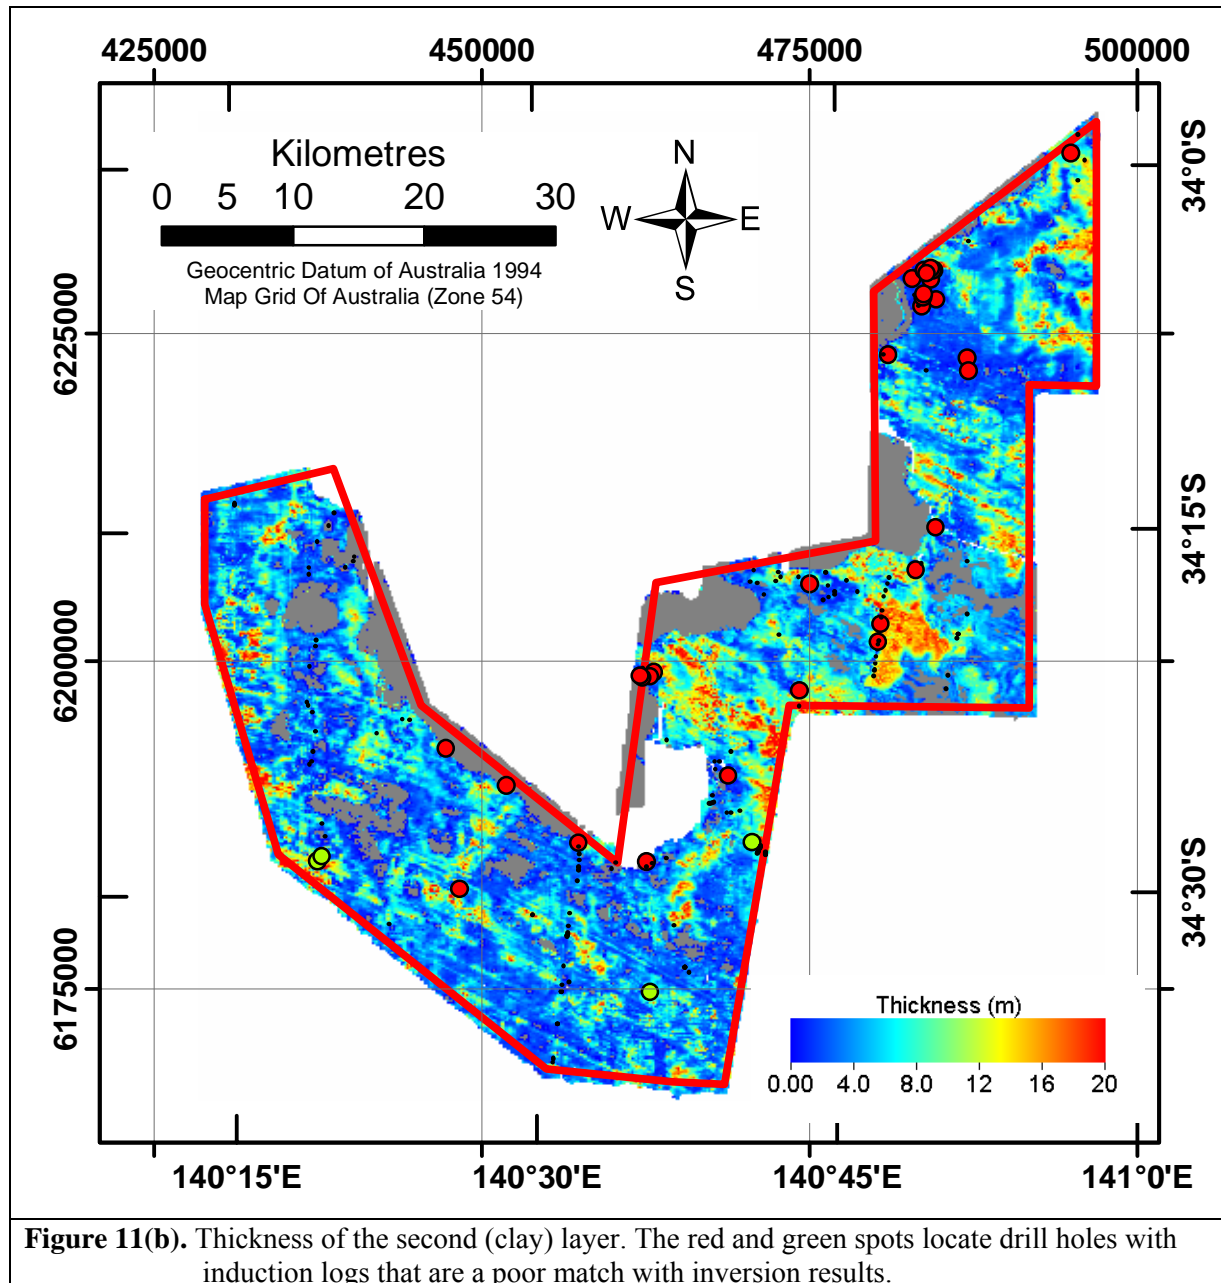 425000 450000 475000 500000
Kilometres
0 5 10 20 30
N
W E
S
Geocentric Datum of Australia 1994
Map Grid Of Australia (Zone 54)
34°0'S
6225000
34°15'S
6200000
34°30'S
6175000
Thickness (m)
0.00 4.0 8.0 12 16 20
140°15'E 140°30'E 140°45'E 141°0'E
Figure 11(b). Thickness of the second (clay) layer. The red and green spots locate drill holes with
induction logs that are a poor match with inversion results.